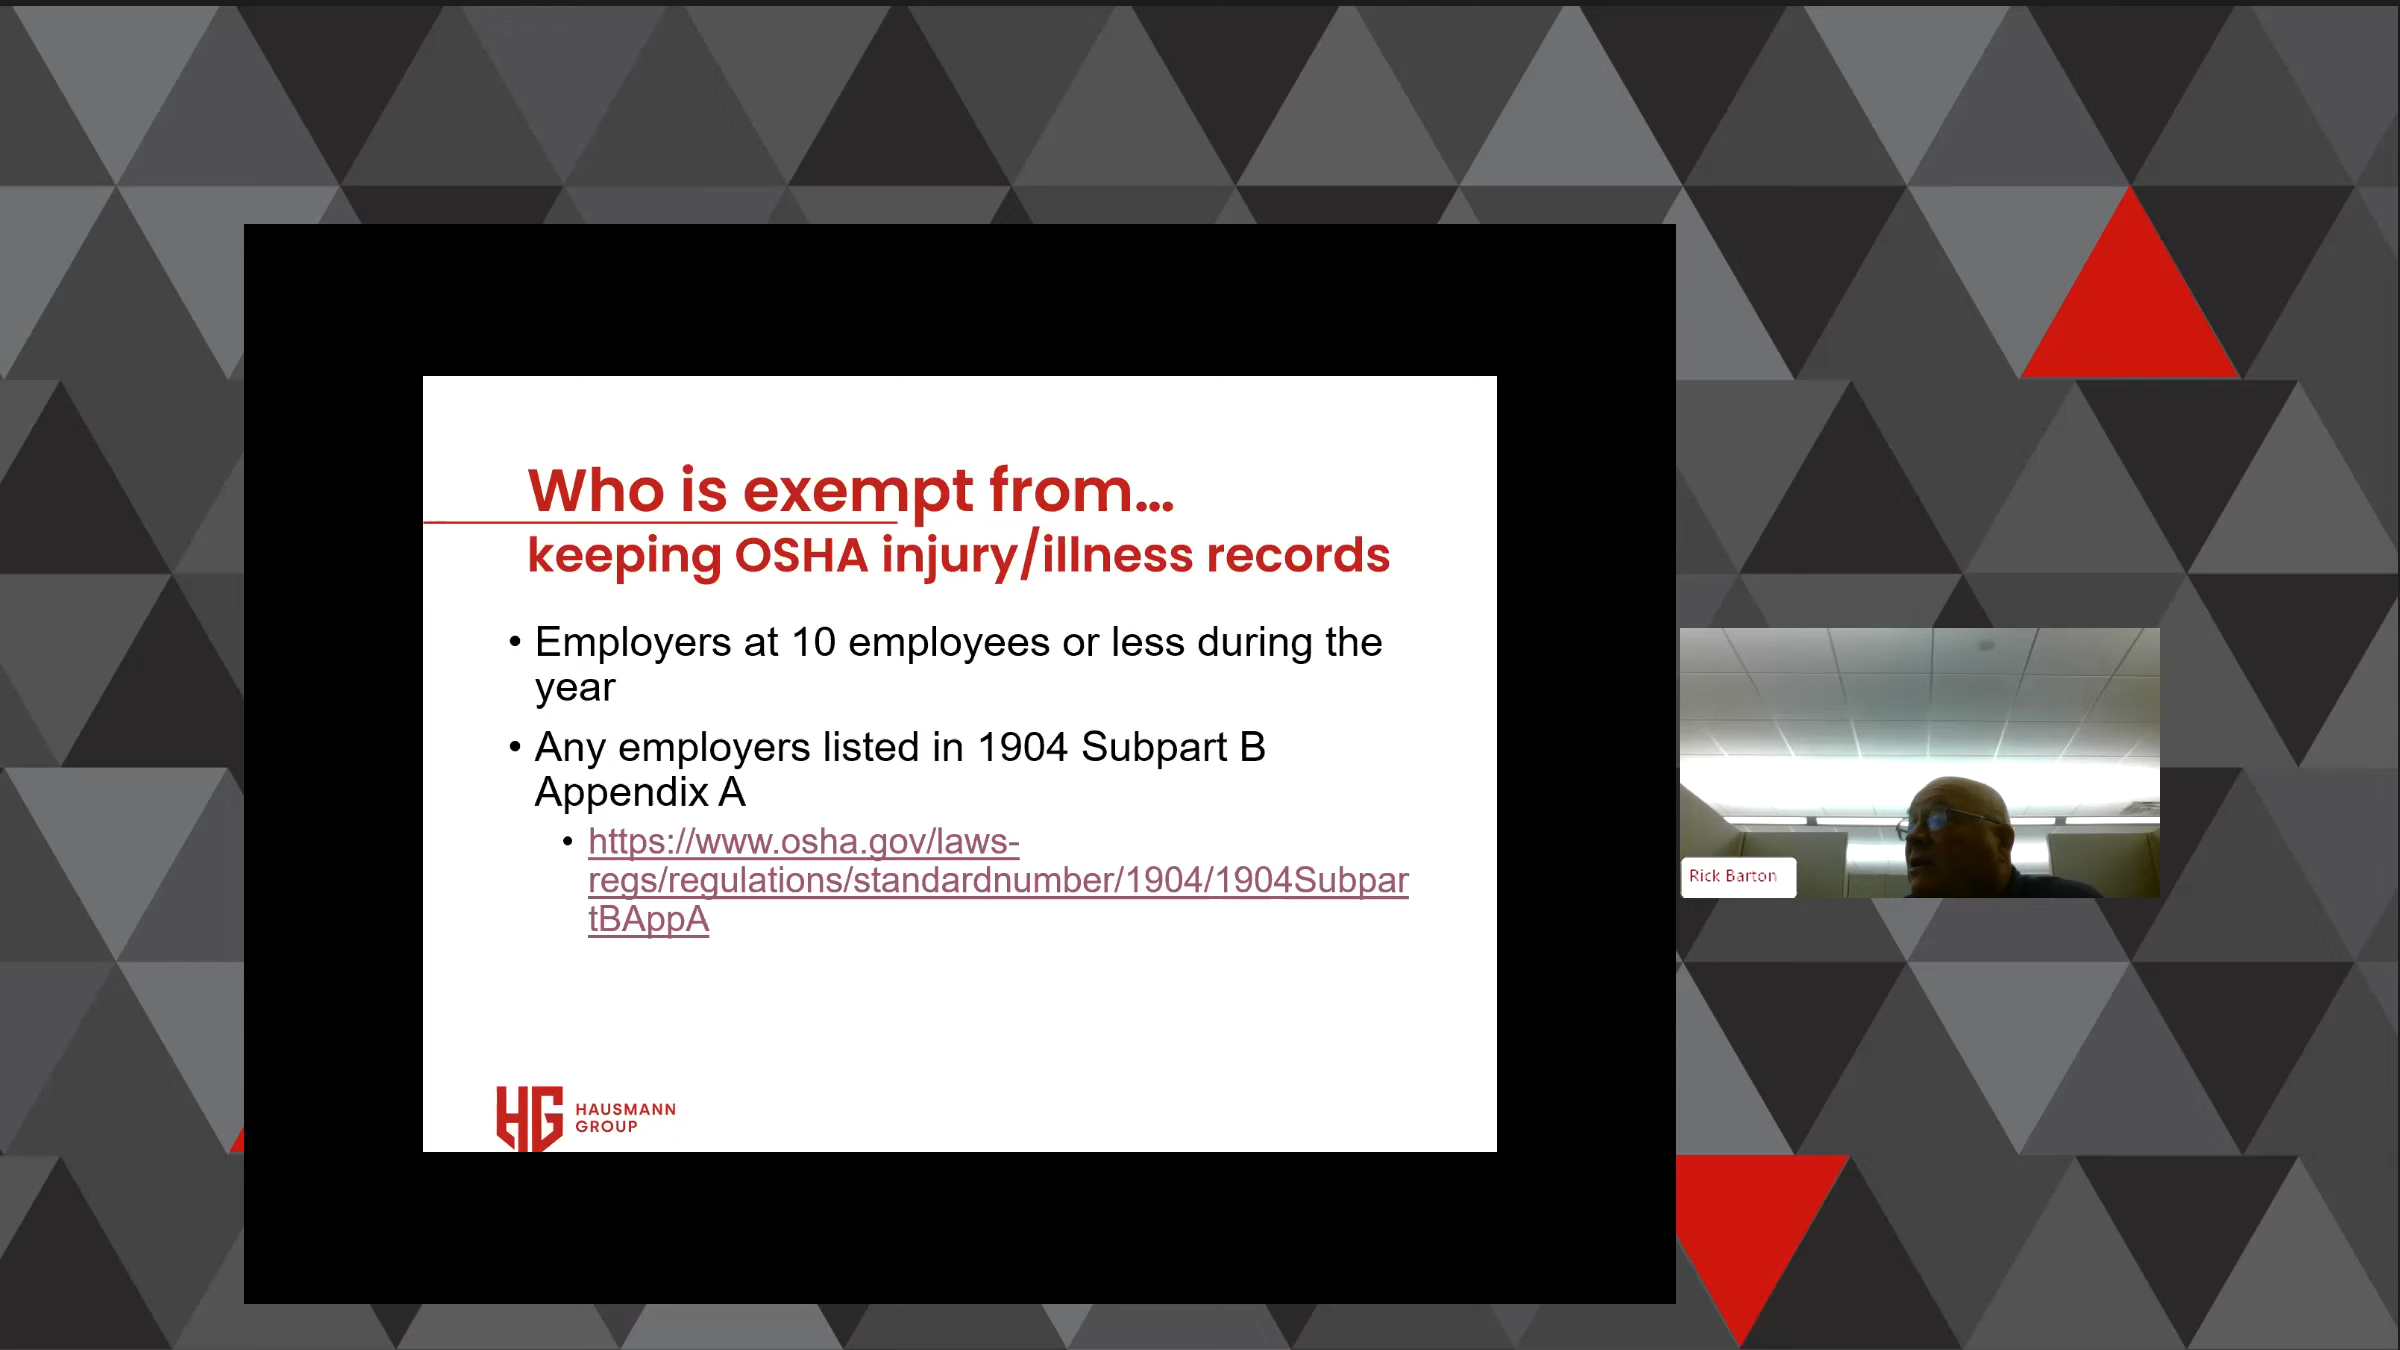 Who is exempt from...
keeping OSHA injury/illness records
• Employers at 10 employees or less during the
year
• Any employers listed in 1904 Subpart B
Appendix A
• https://www.osha.gov/laws-
regs/regulations/standardnumber/1904/1904Subpar
tBAppA
HG HAUSMANN
GROUP
Rick Barton